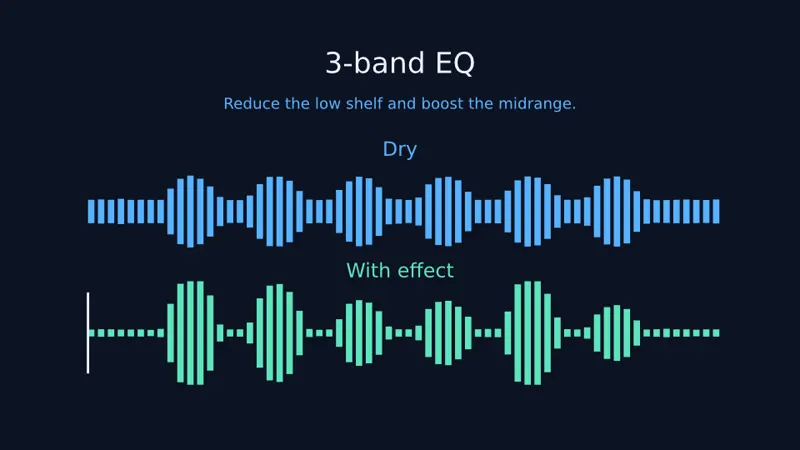 3-band EQ
Reduce the low shelf and boost the midrange.
Dry
With effect